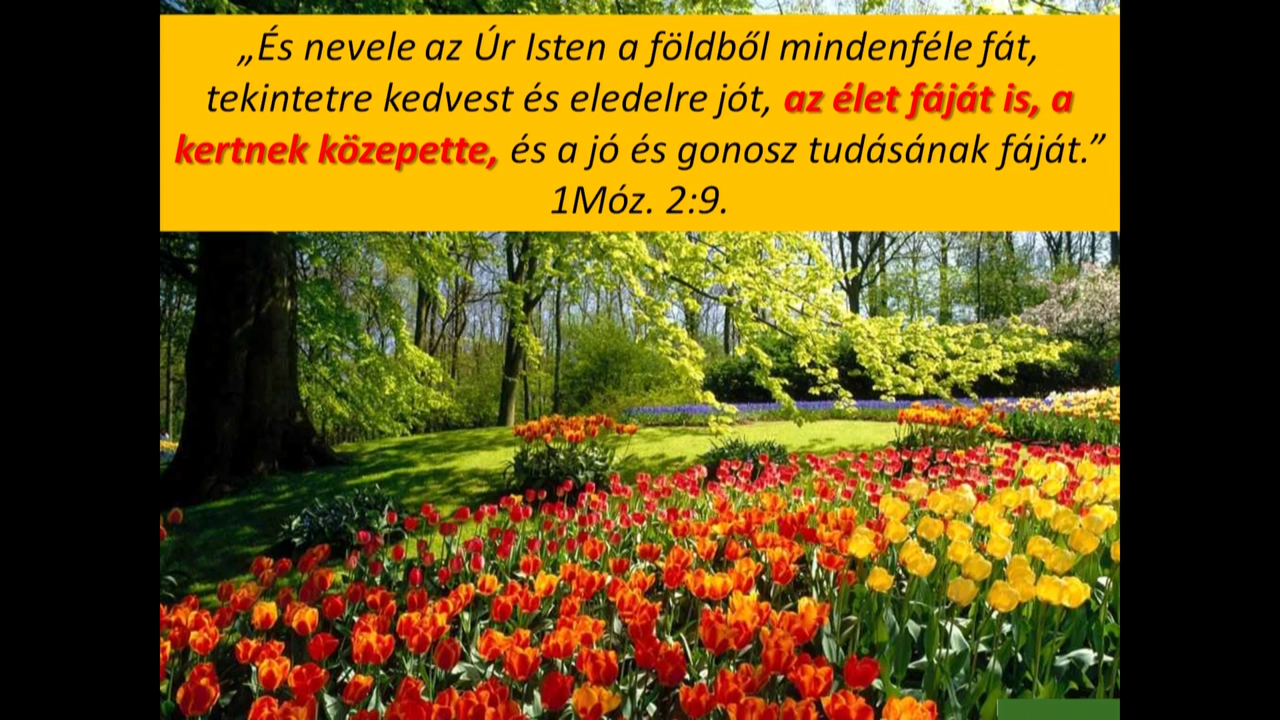 „És nevele az Úr Isten a földből mindenféle fát,
tekintetre kedvest és eledelre jót, az élet fáját is, a
kertnek közepette, és a jó és gonosz tudásának fáját.”
1Móz. 2:9.